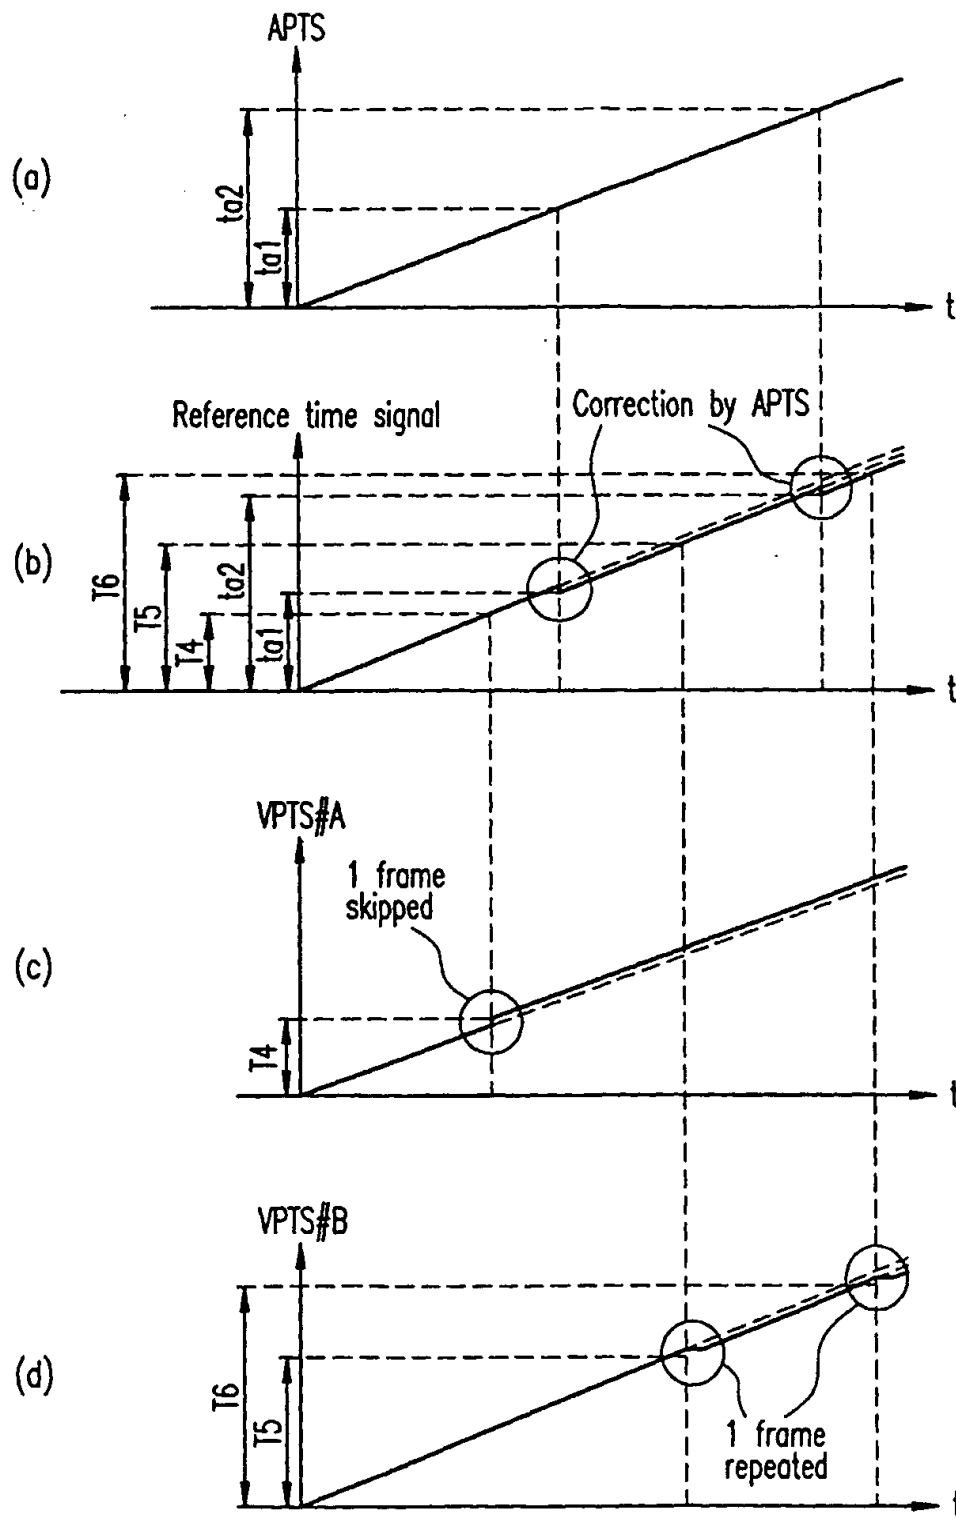 APTS
(a)
ta2
ta1
t
Reference time signal
Correction by APTS
(b)
T6
T5
T4
ta2
ta1
t
VPTS#A
1 frame
skipped
(c)
T4
t
VPTS#B
(d)
T6
T5
1 frame
repeated
t